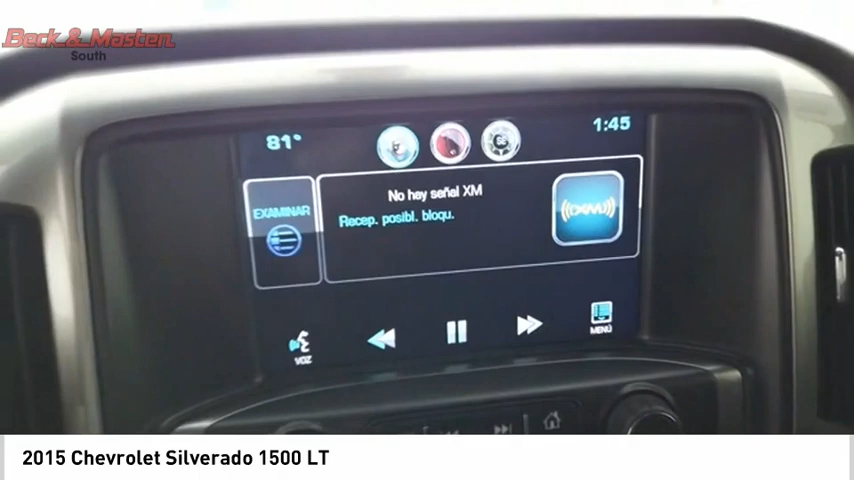 Beck & Masten
South
81°
1:45
EXAMINAR
No hay señal XM
Recep. posibl. bloqu.
((XM))
VOZ
MENÚ
2015 Chevrolet Silverado 1500 LT